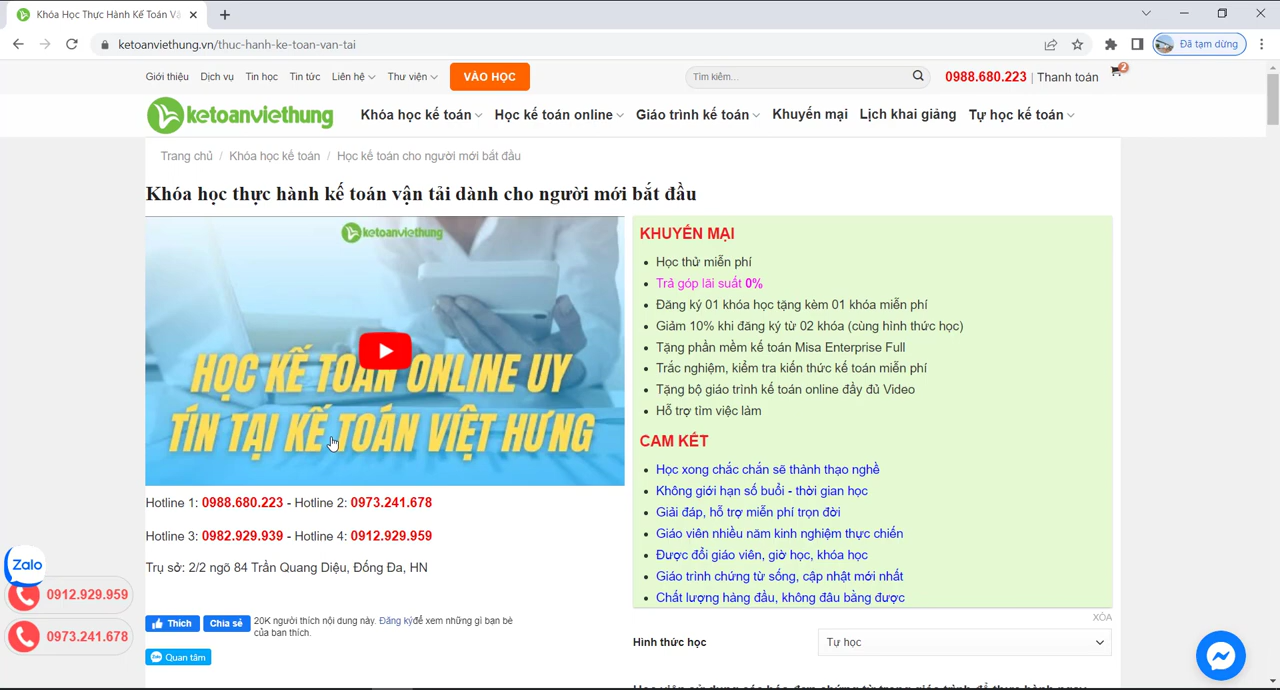 Khóa Học Thực Hành Kế Toán Vậ
ketoanviethung.vn/thuc-hanh-ke-toan-van-tai
Đã tạm dừng
Giới thiệu Dịch vụ Tin học Tin tức Liên hệ Thư viện VÀO HỌC Tìm kiếm... 0988.680.223 | Thanh toán 2
ketoanviethung Khóa học kế toán Học kế toán online Giáo trình kế toán Khuyến mại Lịch khai giảng Tự học kế toán
Trang chủ / Khóa học kế toán / Học kế toán cho người mới bắt đầu
Khóa học thực hành kế toán vận tải dành cho người mới bắt đầu
ketoanviethung
HỌC KẾ TOÁN ONLINE UY
TÍN TẠI KẾ TOÁN VIỆT HƯNG
Hotline 1: 0988.680.223 - Hotline 2: 0973.241.678
Hotline 3: 0982.929.939 - Hotline 4: 0912.929.959
Trụ sở: 2/2 ngõ 84 Trần Quang Diệu, Đống Đa, HN
Thích Chia sẻ 20K người thích nội dung này. Đăng ký để xem những gì bạn bè
của bạn thích.
Quan tâm
Zalo
0912.929.959
0973.241.678
KHUYẾN MẠI
Học thử miễn phí
Trả góp lãi suất 0%
Đăng ký 01 khóa học tặng kèm 01 khóa miễn phí
Giảm 10% khi đăng ký từ 02 khóa (cùng hình thức học)
Tặng phần mềm kế toán Misa Enterprise Full
Trắc nghiệm, kiểm tra kiến thức kế toán miễn phí
Tặng bộ giáo trình kế toán online đầy đủ Video
Hỗ trợ tìm việc làm
CAM KẾT
Học xong chắc chắn sẽ thành thạo nghề
Không giới hạn số buổi - thời gian học
Giải đáp, hỗ trợ miễn phí trọn đời
Giáo viên nhiều năm kinh nghiệm thực chiến
Được đổi giáo viên, giờ học, khóa học
Giáo trình chứng từ sống, cập nhật mới nhất
Chất lượng hàng đầu, không đâu bằng được
XÓA
Hình thức học Tự học